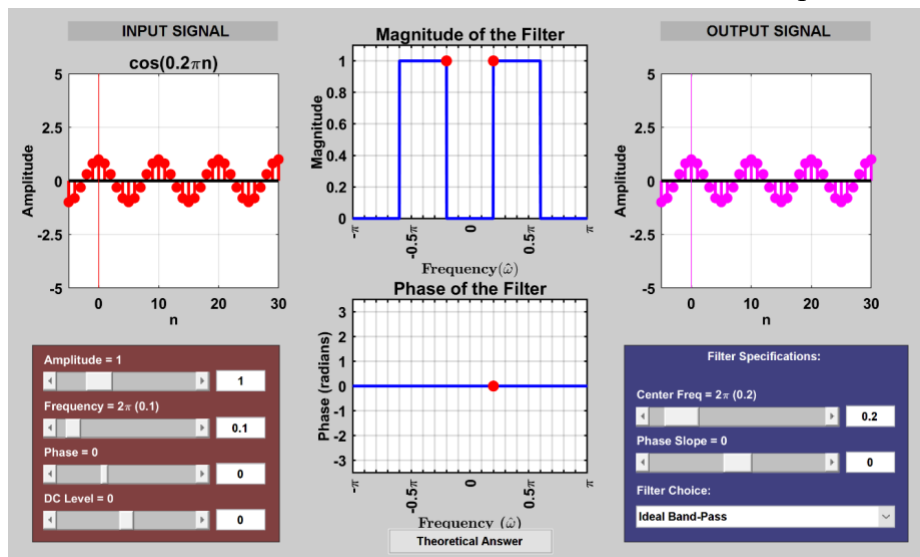 INPUT SIGNAL
cos(0.2πn)
5
2.5
0
-2.5
-5
Amplitude
0
10
20
30
n
Magnitude of the Filter
1
0.8
0.6
0.4
0.2
0
Magnitude
-π
-0.5π
0
0.5π
π
Frequency(ω̂)
Phase of the Filter
3
2
1
0
-1
-2
-3
Phase (radians)
-π
-0.5π
0
0.5π
π
Frequency (ω̂)
Theoretical Answer
OUTPUT SIGNAL
5
2.5
0
-2.5
-5
Amplitude
0
10
20
30
n
Amplitude = 1
1
Frequency = 2π (0.1)
0.1
Phase = 0
0
DC Level = 0
0
Filter Specifications:
Center Freq = 2π (0.2)
0.2
Phase Slope = 0
0
Filter Choice:
Ideal Band-Pass